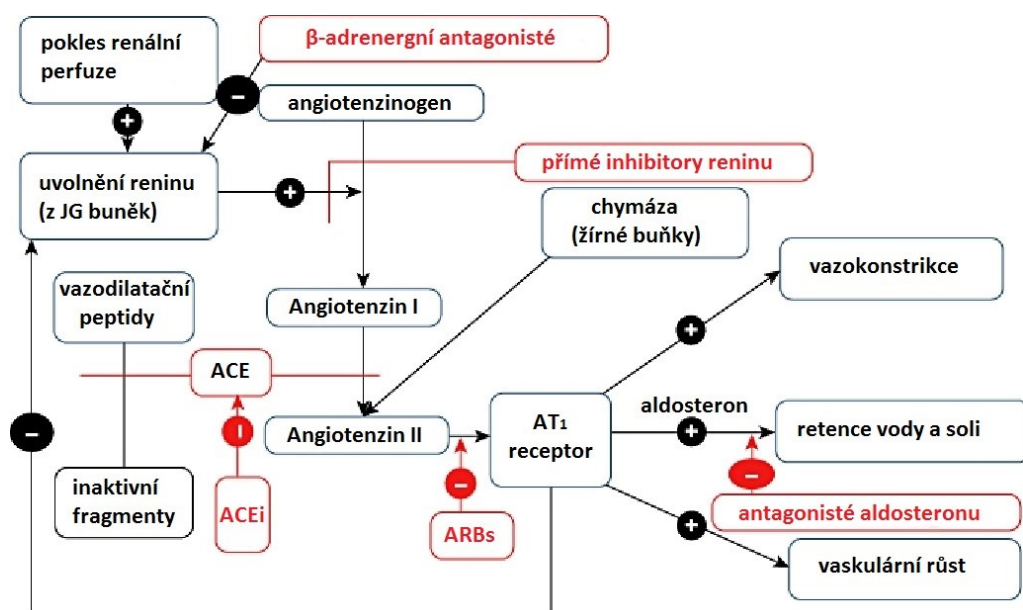 pokles renální
perfuze
β-adrenergní antagonisté
+
–
angiotenzinogen
uvolnění reninu
(z JG buněk)
+
přímé inhibitory reninu
chymáza
(žírné buňky)
vazokonstrikce
vazodilatační
peptidy
Angiotenzin I
+
ACE
–
–
Angiotenzin II
AT1
receptor
aldosteron
+
retence vody a soli
inaktivní
fragmenty
ACEi
–
ARBs
–
antagonisté aldosteronu
+
vaskulární růst